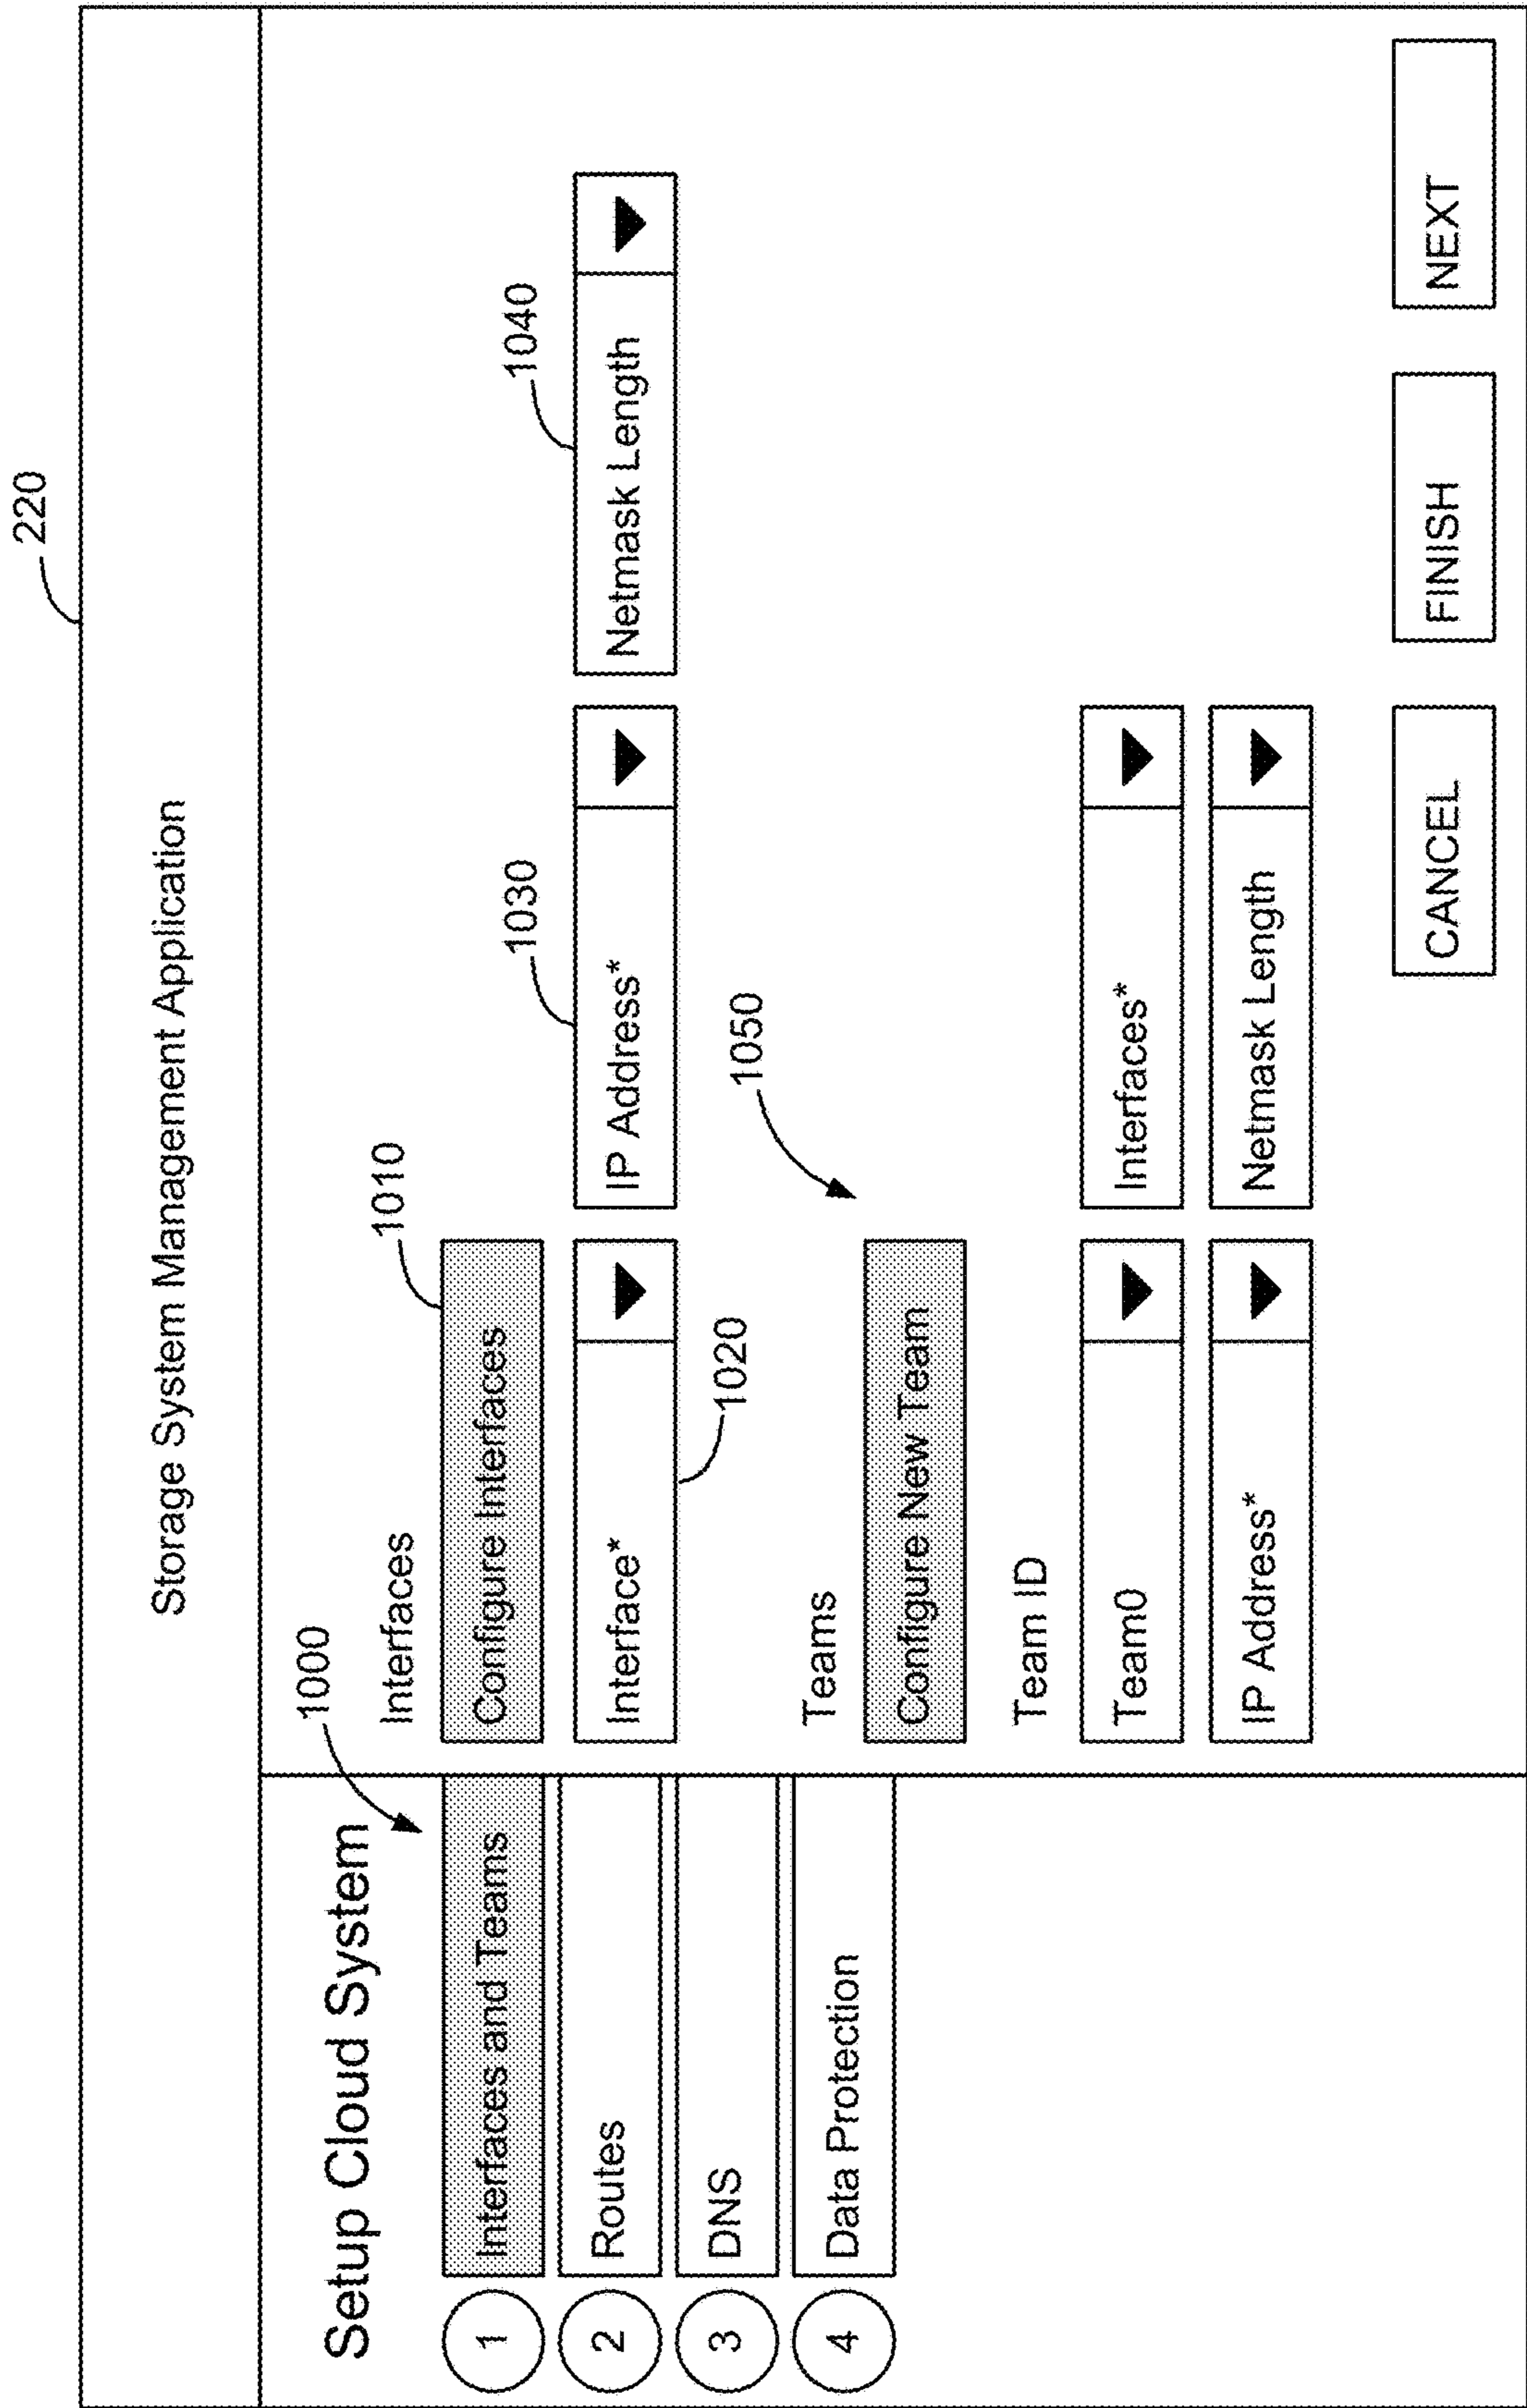 220
Storage System Management Application
Setup Cloud System
1000
1 Interfaces and Teams
2 Routes
3 DNS
4 Data Protection
Interfaces
1010
Configure Interfaces
1030
1040
Interface* IP Address* Netmask Length
1020
1050
Teams
Configure New Team
Team ID
Team0 Interfaces*
IP Address* Netmask Length
CANCEL FINISH NEXT